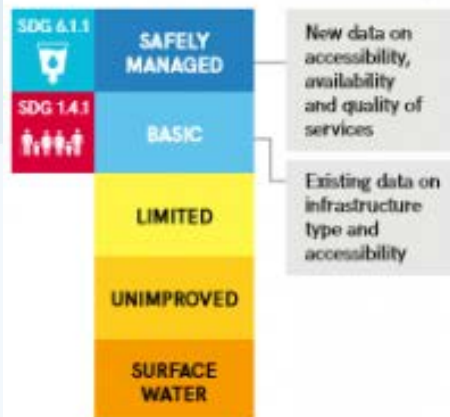 SDG 6.1.1
SAFELY
MANAGED
New data on
accessibility,
availability
and quality of
services
SDG 1.4.1
BASIC
Existing data on
infrastructure
type and
accessibility
LIMITED
UNIMPROVED
SURFACE
WATER